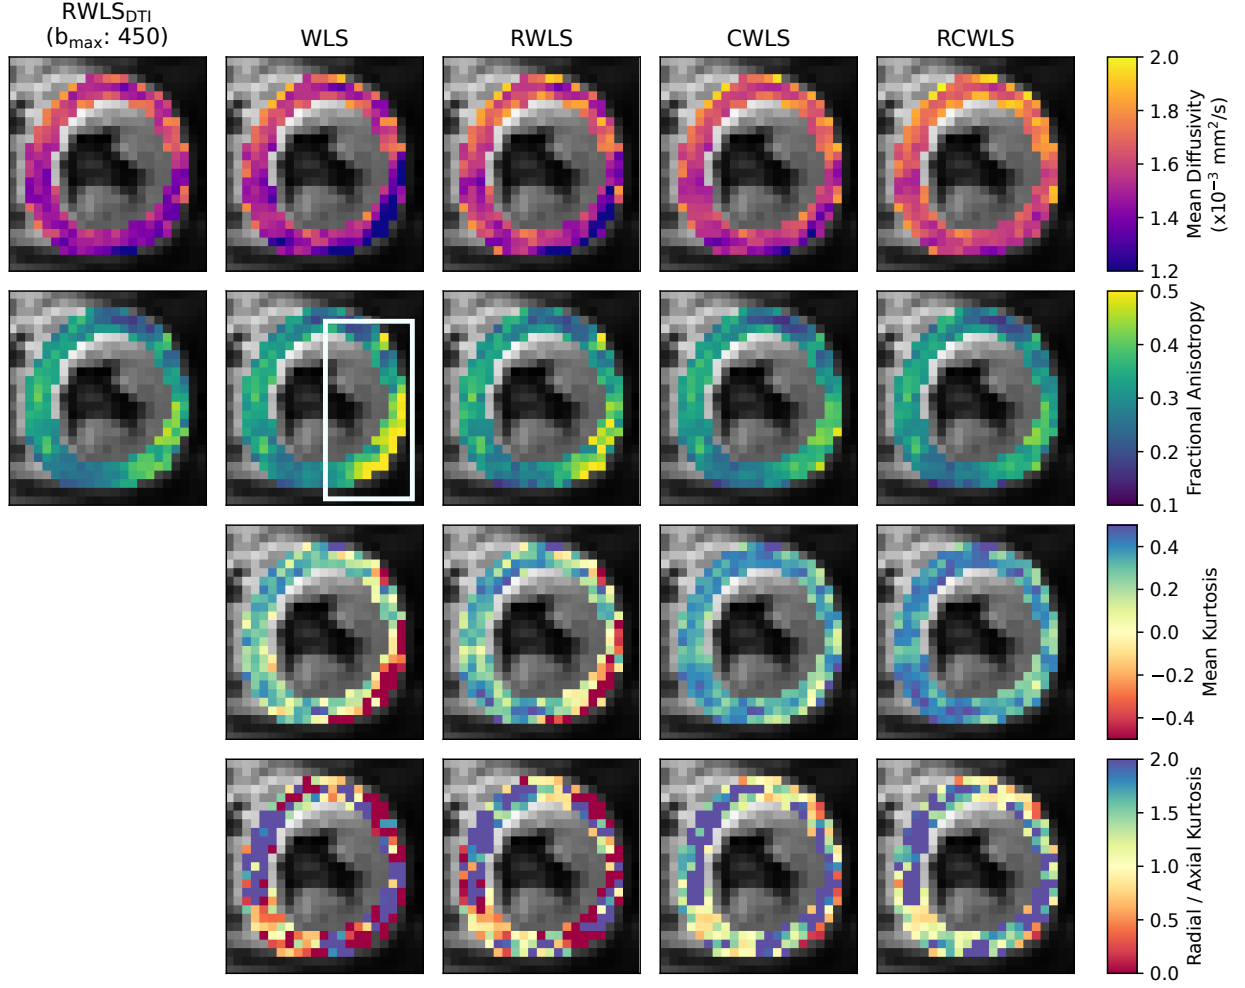 RWLS_DTI
(b_max: 450)
WLS
RWLS
CWLS
RCWLS
2.0
1.8
1.6
1.4
1.2
Mean Diffusivity
(x10⁻³ mm²/s)
0.5
0.4
0.3
0.2
0.1
Fractional Anisotropy
0.4
0.2
0.0
−0.2
−0.4
Mean Kurtosis
2.0
1.5
1.0
0.5
0.0
Radial / Axial Kurtosis